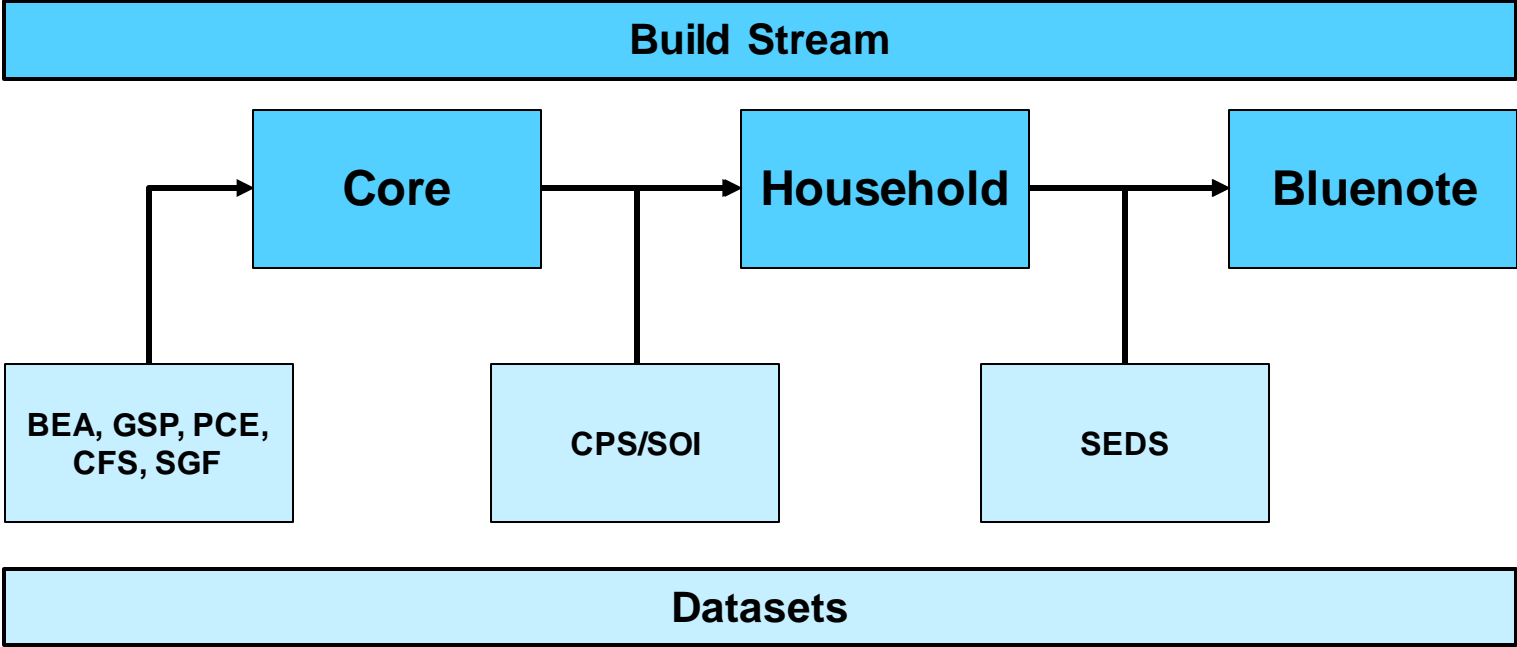 Build Stream
Core
Household
Bluenote
BEA, GSP, PCE,
CFS, SGF
CPS/SOI
SEDS
Datasets